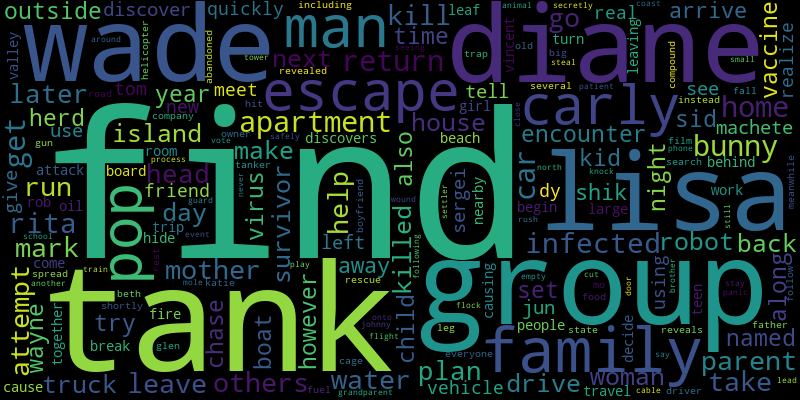 outside
discover
quickly
including
kill
leaf
go
real
arrive
animal
secretly
coast
wade
man
diane
time
turn
old
big
steal
vaccine
realize
valley
helicopter
abandoned
around
tower
seeing
later
year
tom
meet
new
revealed
next
return
vincent
trap
several
patient
leaving
compound
small
fall
road
hit
escape
tell
girl
carly
sid
see
home
instead
herd
use
get
gun
company
island
owner
apartment
house
beach
close
encounter
machete
film
phone
bunny
search
behind
give
attack
room
survivor
discovers
make
vote
safely
find
also
killed
car
kid
north
knock
night
work
meanwhile
run
board
process
head
virus
help
tanker
sergei
nearby
lisa
dy
shik
begin
large
still
rita
rob
oil
pop
friend
day
guard
never
boyfriend
wound
settler
rush
infected
robot
back
mark
school
trip
event
hide
left
jun
people
state
door
along
attempt
come
spread
another
train
rest
mother
away
rescue
following
causing
set
using
brother
teen
stay
panic
wayne
together
beth
shortly
mole
katie
play
however
child
group
flock
empty
cut
mo
food
decide
named
father
follow
try
break
fire
glen
tank
chase
boat
onto
johnny
flight
leg
family
reveals
parent
cause
truck
leave
others
cage
fuel
water
grandparent
plan
vehicle
everyone
drive
travel
woman
say
cable
driver
take
lead